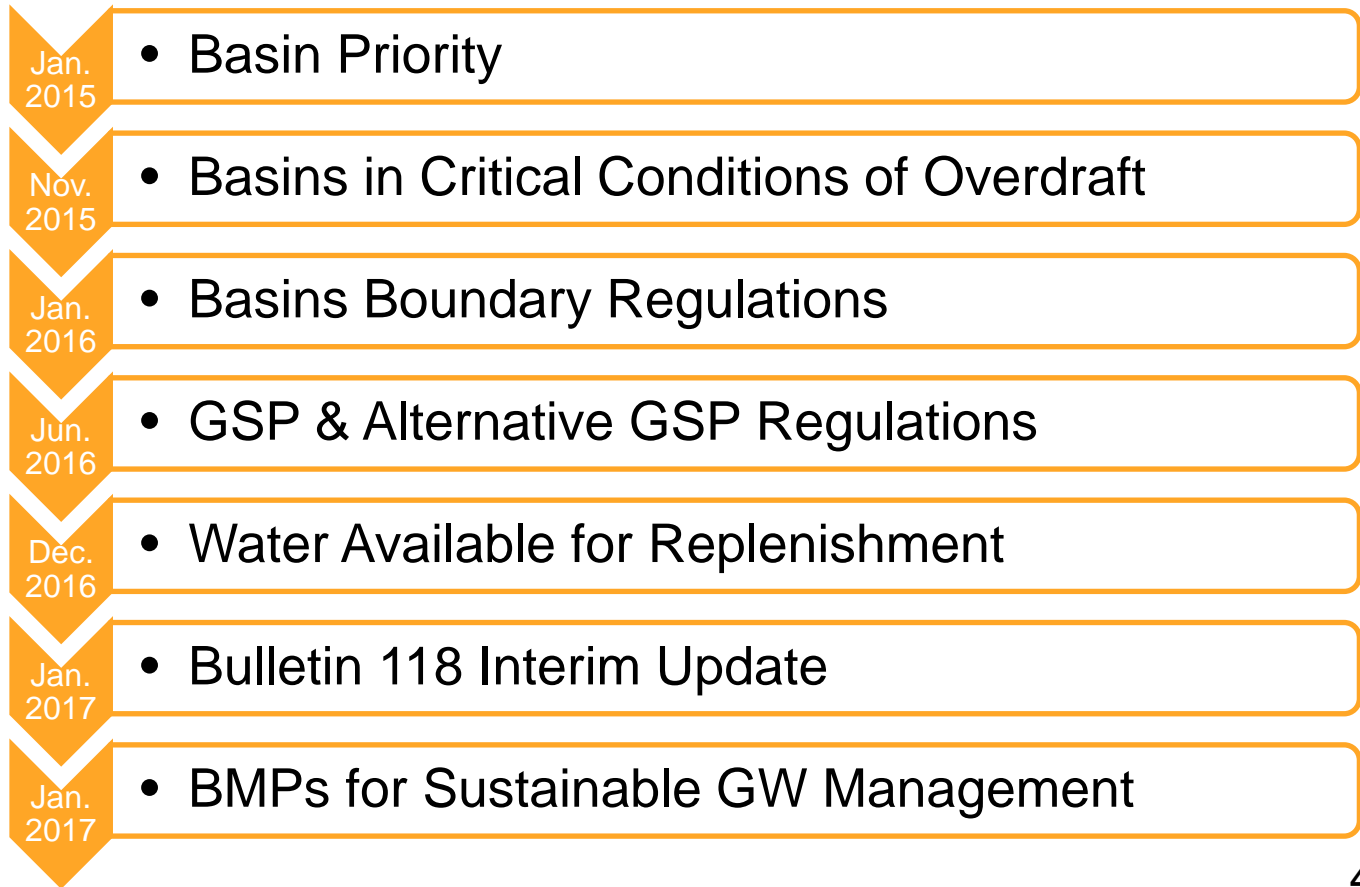 Jan.
2015
• Basin Priority
Nov.
2015
• Basins in Critical Conditions of Overdraft
Jan.
2016
• Basins Boundary Regulations
Jun.
2016
• GSP & Alternative GSP Regulations
Dec.
2016
• Water Available for Replenishment
Jan.
2017
• Bulletin 118 Interim Update
Jan.
2017
• BMPs for Sustainable GW Management
4